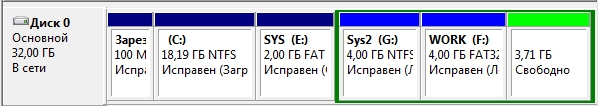 Диск 0
Основной
32,00 ГБ
В сети
Зарез
100 М
Испра
(C:)
18,19 ГБ NTFS
Исправен (Загр
SYS (E:)
2,00 ГБ FAT
Исправен (
Sys2 (G:)
4,00 ГБ NTFS
Исправен (Л
WORK (F:)
4,00 ГБ FAT32
Исправен (Л
3,71 ГБ
Свободно